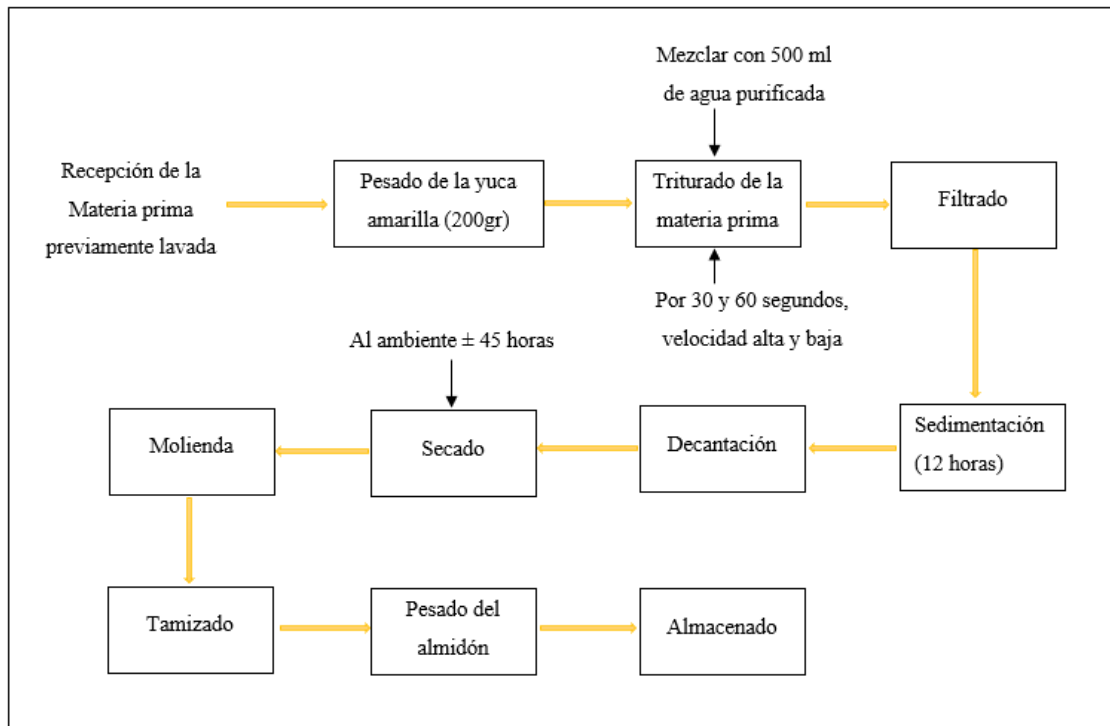 Mezclar con 500 ml
de agua purificada
Recepción de la
Materia prima
previamente lavada
Pesado de la yuca
amarilla (200gr)
Triturado de la
materia prima
Filtrado
Por 30 y 60 segundos,
velocidad alta y baja
Sedimentación
(12 horas)
Decantación
Al ambiente ± 45 horas
Secado
Molienda
Tamizado
Pesado del
almidón
Almacenado